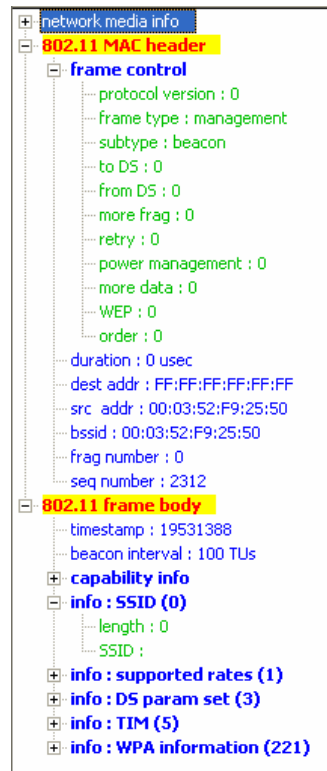 network media info
802.11 MAC header
frame control
protocol version : 0
frame type : management
subtype : beacon
to DS : 0
from DS : 0
more frag : 0
retry : 0
power management : 0
more data : 0
WEP : 0
order : 0
duration : 0 usec
dest addr : FF:FF:FF:FF:FF:FF
src addr : 00:03:52:F9:25:50
bssid : 00:03:52:F9:25:50
frag number : 0
seq number : 2312
802.11 frame body
timestamp : 19531388
beacon interval : 100 TUs
capability info
info : SSID (0)
length : 0
SSID :
info : supported rates (1)
info : DS param set (3)
info : TIM (5)
info : WPA information (221)